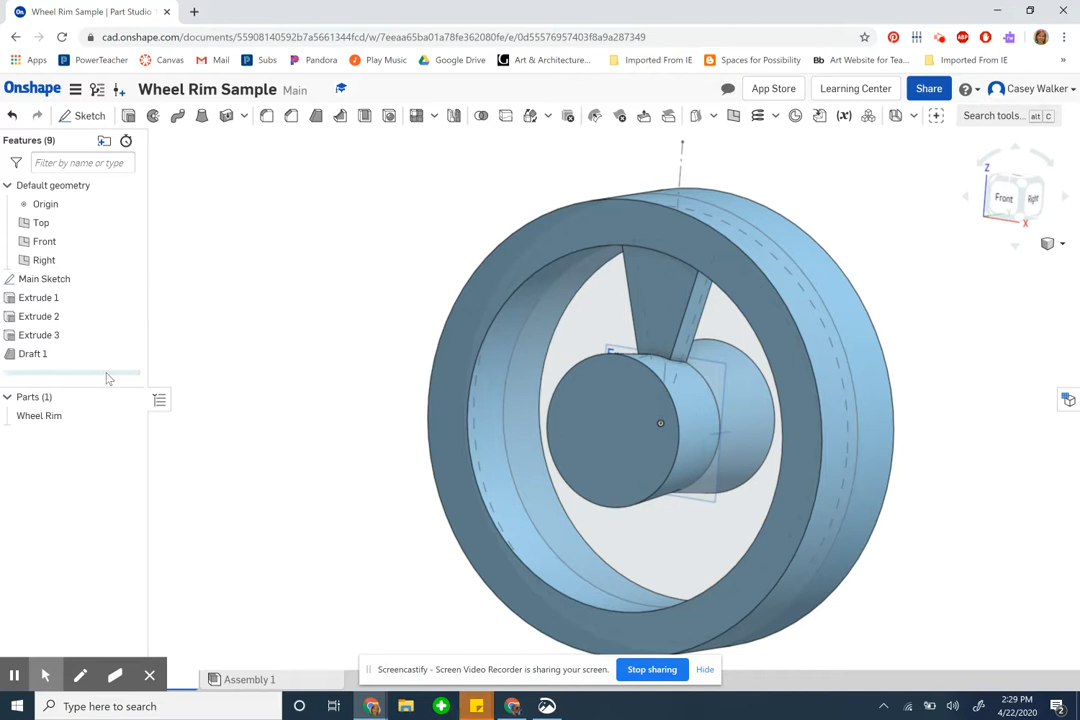 Wheel Rim Sample | Part Studio
cad.onshape.com/documents/55908140592b7a5661344fcd/w/7eeaa65ba01a78fe362080fe/e/0d55576957403f8a9a287349
Apps PowerTeacher Canvas Mail Subs Pandora Play Music Google Drive Art & Architecture... Imported From IE Spaces for Possibility Bb Art Website for Tea... Imported From IE
Onshape Wheel Rim Sample Main App Store Learning Center Share Casey Walker
Sketch Search tools... alt C
Features (9)
Filter by name or type
Default geometry
Origin
Top
Front
Right
Main Sketch
Extrude 1
Extrude 2
Extrude 3
Draft 1
Parts (1)
Wheel Rim
Z
Front Right
X
Screencastify - Screen Video Recorder is sharing your screen. Stop sharing Hide
Assembly 1
Type here to search
2:29 PM
4/22/2020
2